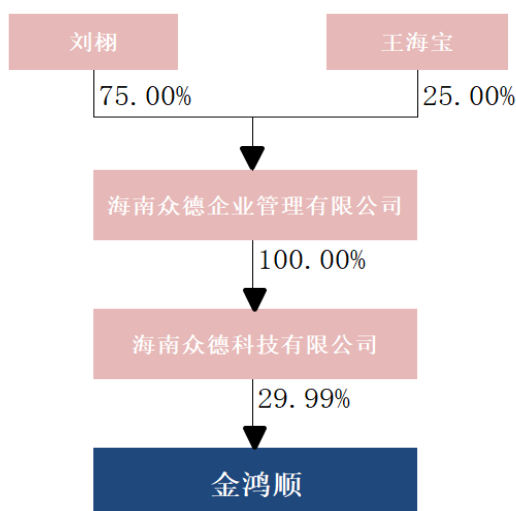 刘栩
王海宝
75.00%
25.00%
海南众德企业管理有限公司
100.00%
海南众德科技有限公司
29.99%
金鸿顺